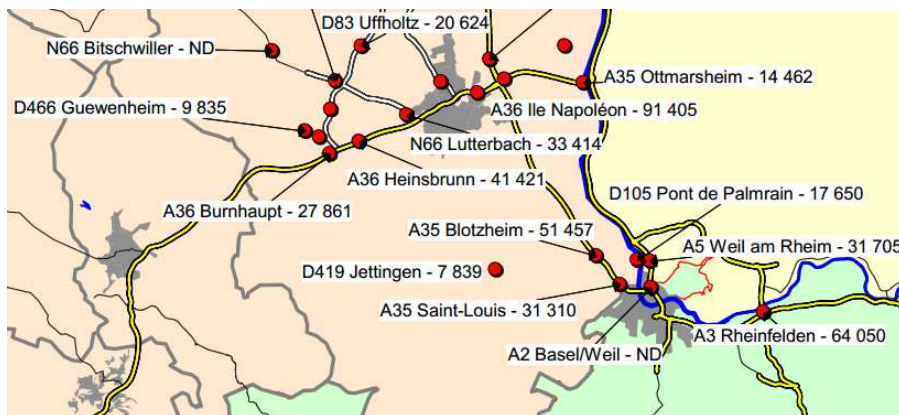 D83 Uffholtz - 20 624
N66 Bitschwiller - ND
A35 Ottmarsheim - 14 462
D466 Guewenheim - 9 835
A36 Ile Napoléon - 91 405
N66 Lutterbach - 33 414
A36 Heinsbrunn - 41 421
D105 Pont de Palmrain - 17 650
A36 Burnhaupt - 27 861
A35 Blotzheim - 51 457
A5 Weil am Rheim - 31 705
D419 Jettingen - 7 839
A35 Saint-Louis - 31 310
A3 Rheinfelden - 64 050
A2 Basel/Weil - ND